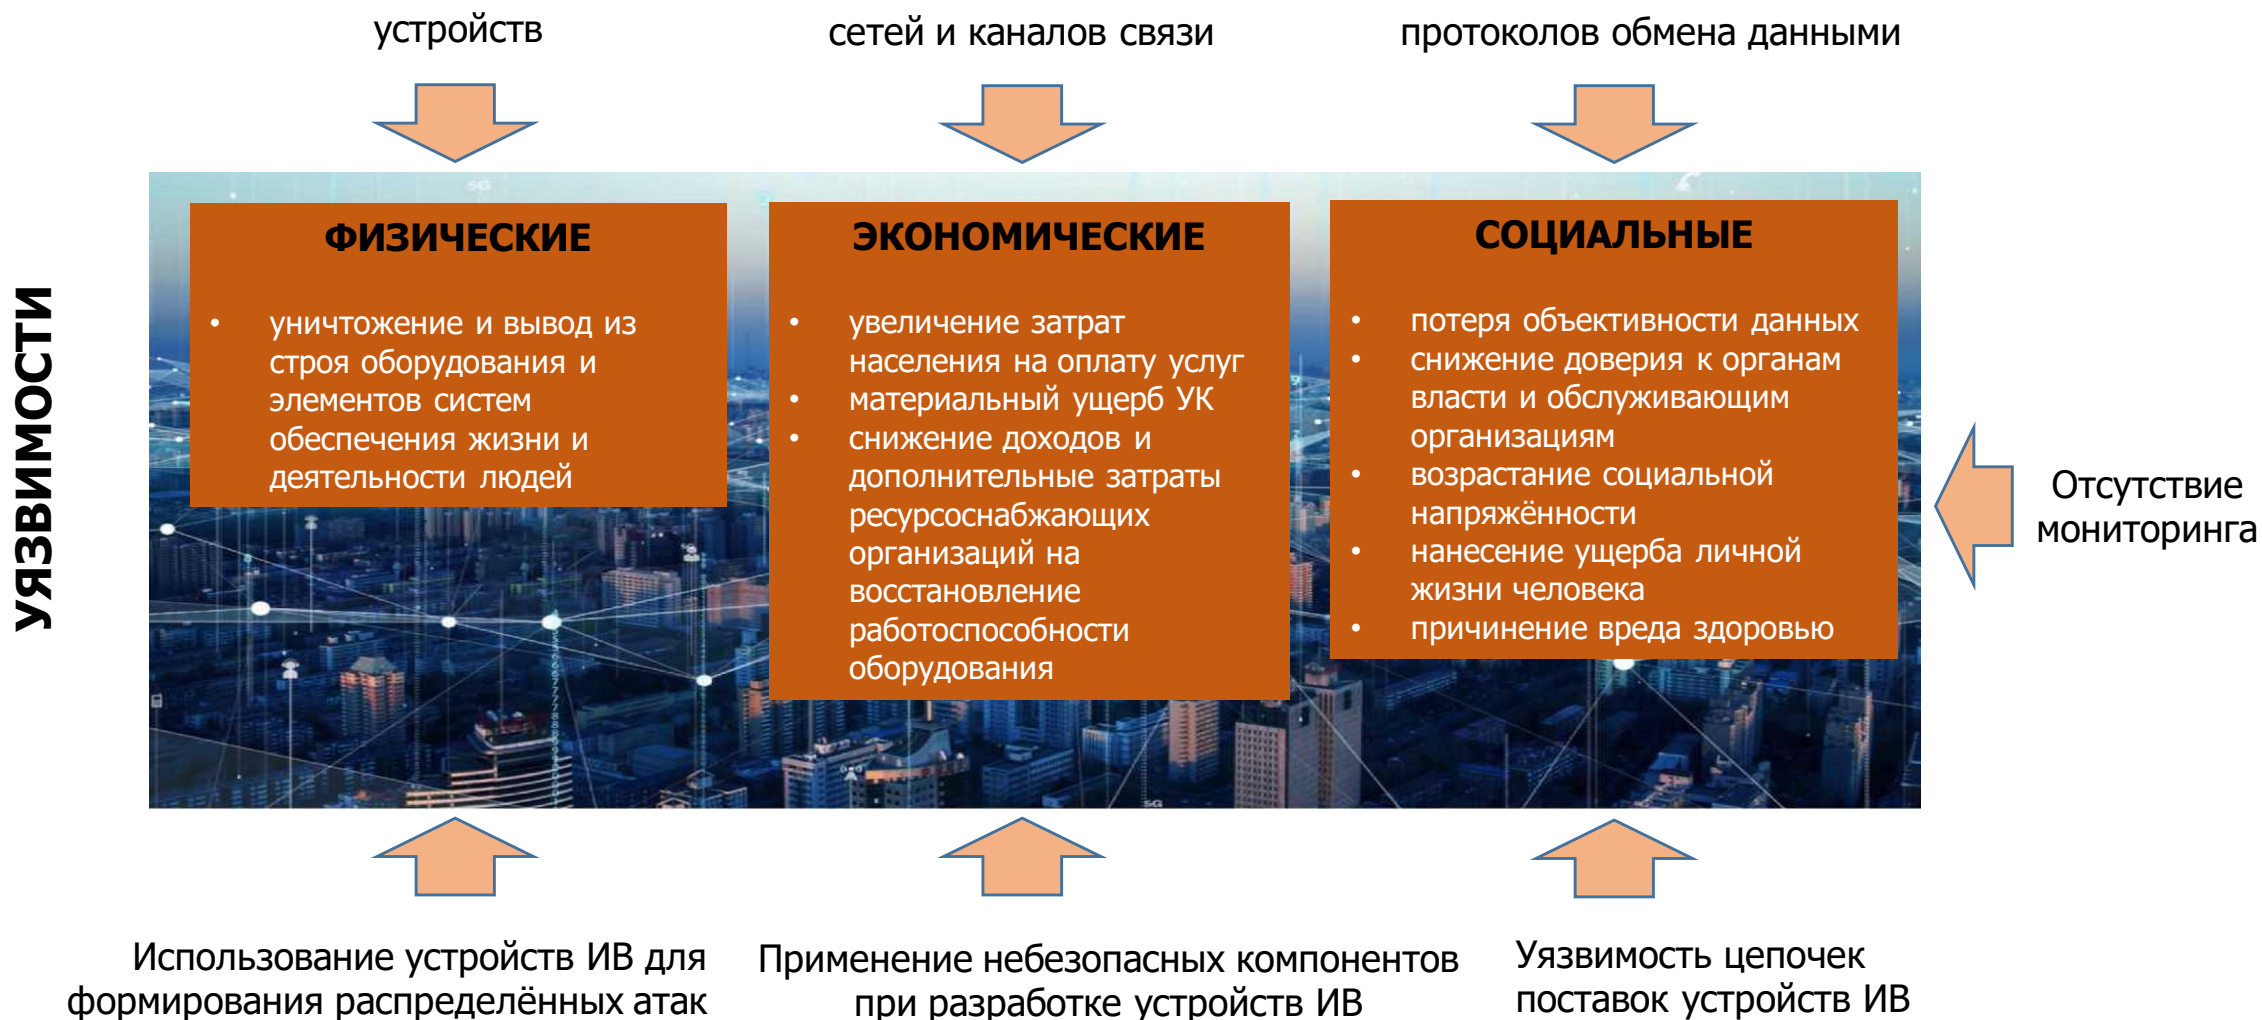 устройств
сетей и каналов связи
протоколов обмена данными
УЯЗВИМОСТИ
ФИЗИЧЕСКИЕ
• уничтожение и вывод из
строя оборудования и
элементов систем
обеспечения жизни и
деятельности людей
ЭКОНОМИЧЕСКИЕ
• увеличение затрат
населения на оплату услуг
• материальный ущерб УК
• снижение доходов и
дополнительные затраты
ресурсоснабжающих
организаций на
восстановление
работоспособности
оборудования
СОЦИАЛЬНЫЕ
• потеря объективности данных
• снижение доверия к органам
власти и обслуживающим
организациям
• возрастание социальной
напряжённости
• нанесение ущерба личной
жизни человека
• причинение вреда здоровью
Отсутствие
мониторинга
5G
5G
Использование устройств ИВ для
формирования распределённых атак
Применение небезопасных компонентов
при разработке устройств ИВ
Уязвимость цепочек
поставок устройств ИВ